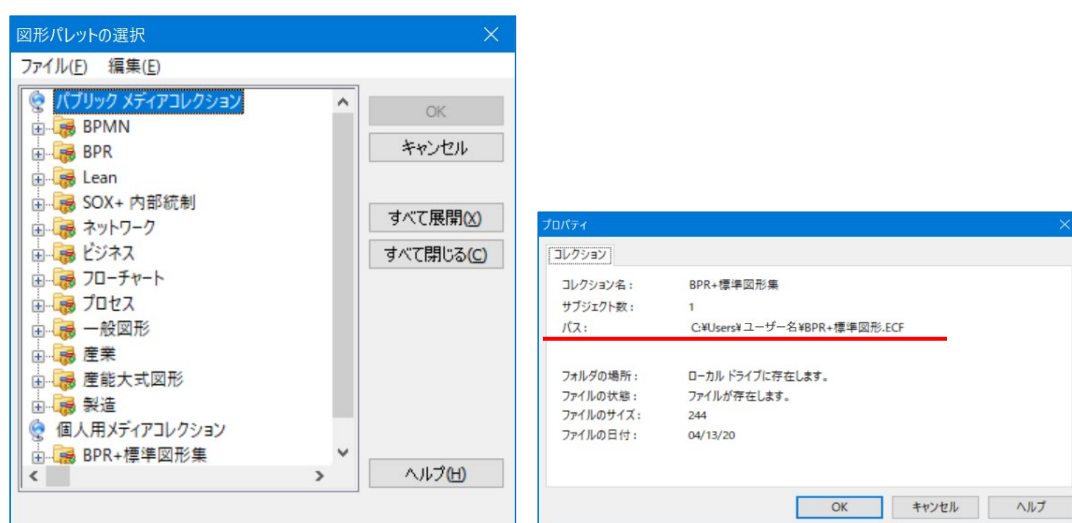 図形パレットの選択
ファイル(F) 編集(E)
パブリック メディアコレクション
BPMN
BPR
Lean
SOX+ 内部統制
ネットワーク
ビジネス
フローチャート
プロセス
一般図形
産業
産能大式図形
製造
個人用メディアコレクション
BPR+標準図形集
OK
キャンセル
すべて展開(X)
すべて閉じる(C)
ヘルプ(H)
プロパティ
コレクション
コレクション名: BPR+標準図形集
サブジェクト数: 1
パス: C:¥Users¥ユーザー名¥BPR+標準図形.ECF
フォルダの場所: ローカル ドライブに存在します。
ファイルの状態: ファイルが存在します。
ファイルのサイズ: 244
ファイルの日付: 04/13/20
OK キャンセル ヘルプ